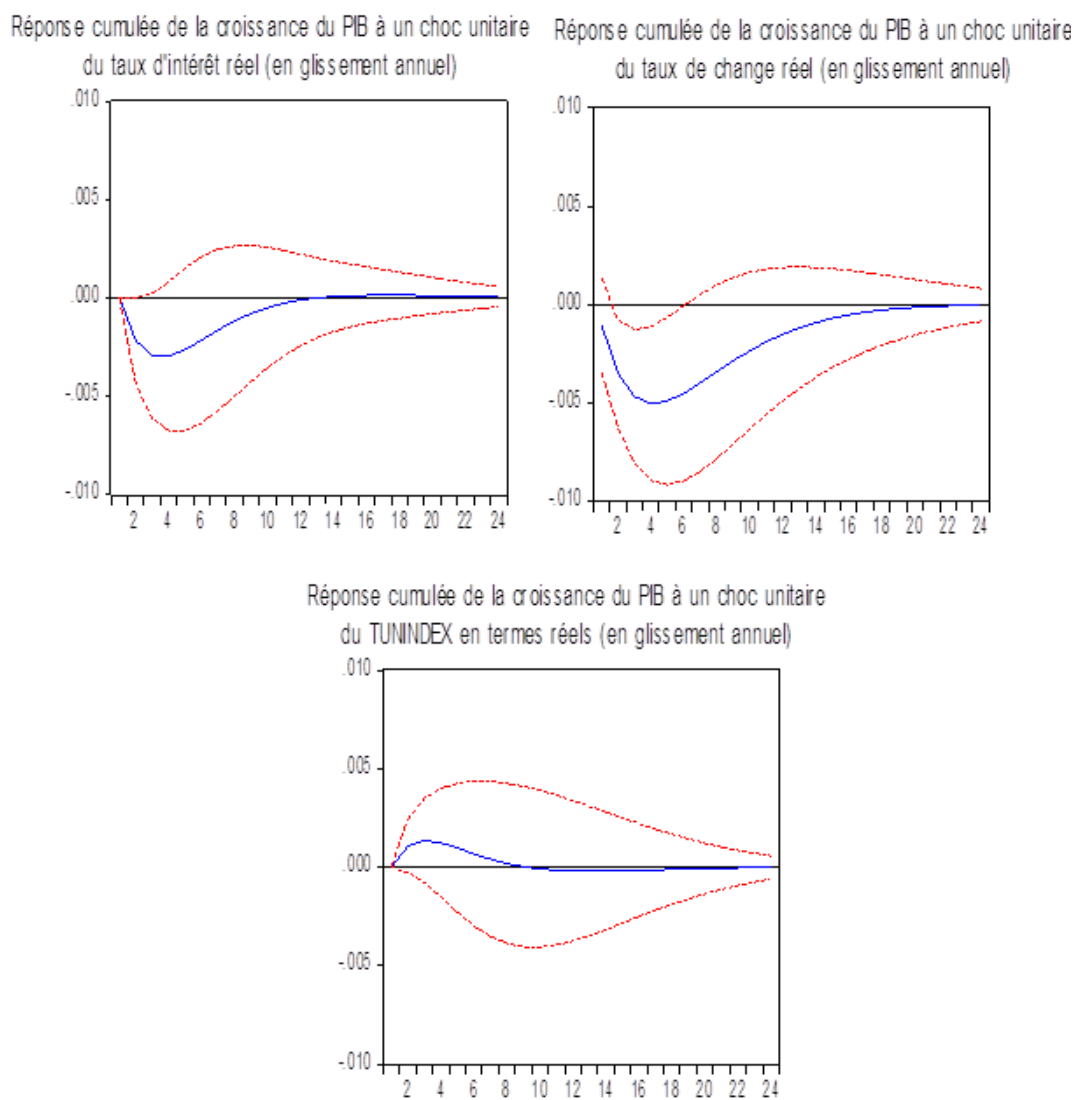 Réponse cumulée de la croissance du PIB à un choc unitaire
du taux d'intérêt réel (en glissement annuel)
.010
.005
.000
-.005
-.010
2 4 6 8 10 12 14 16 18 20 22 24
Réponse cumulée de la croissance du PIB à un choc unitaire
du taux de change réel (en glissement annuel)
.010
.005
.000
-.005
-.010
2 4 6 8 10 12 14 16 18 20 22 24
Réponse cumulée de la croissance du PIB à un choc unitaire
du TUNINDEX en termes réels (en glissement annuel)
.010
.005
.000
-.005
-.010
2 4 6 8 10 12 14 16 18 20 22 24